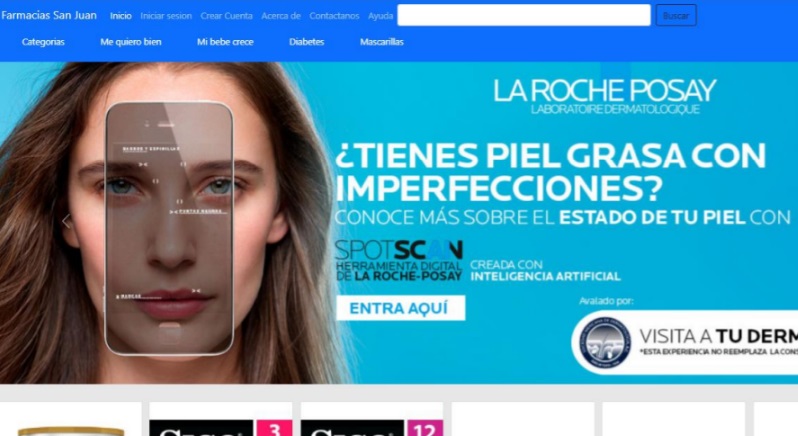 Farmacias San Juan Inicio Iniciar sesion Crear Cuenta Acerca de Contactanos Ayuda Buscar
Categorias Me quiero bien Mi bebe crece Diabetes Mascarillas
LA ROCHE POSAY
LABORATOIRE DERMATOLOGIQUE
¿TIENES PIEL GRASA CON
IMPERFECCIONES?
CONOCE MÁS SOBRE EL ESTADO DE TU PIEL CON
SPOTSCAN
HERRAMIENTA DIGITAL
DE LA ROCHE-POSAY
CREADA CON
INTELIGENCIA ARTIFICIAL
ENTRA AQUÍ
Avalado por:
VISITA A TU DERM
*ESTA EXPERIENCIA NO REEMPLAZA LA CONS
PUNTOS NEGROS
MARCAS
3
12